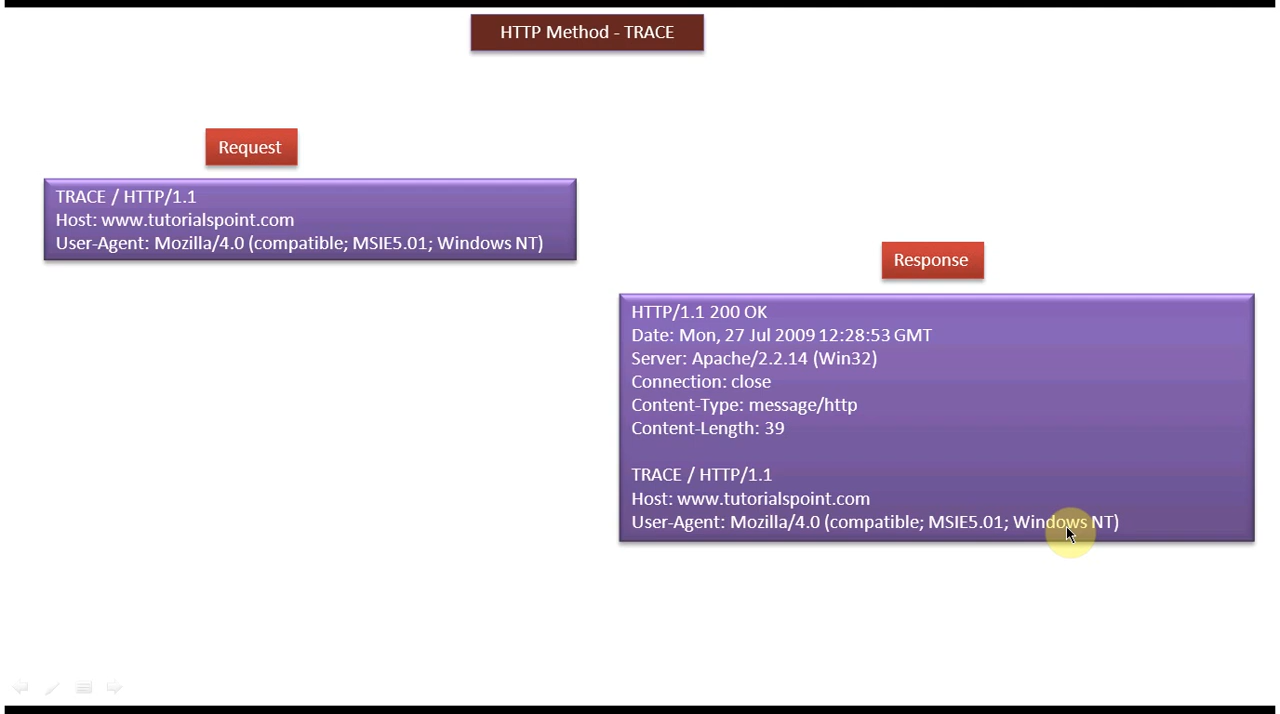 HTTP Method - TRACE
Request
TRACE / HTTP/1.1
Host: www.tutorialspoint.com
User-Agent: Mozilla/4.0 (compatible; MSIE5.01; Windows NT)
Response
HTTP/1.1 200 OK
Date: Mon, 27 Jul 2009 12:28:53 GMT
Server: Apache/2.2.14 (Win32)
Connection: close
Content-Type: message/http
Content-Length: 39
TRACE / HTTP/1.1
Host: www.tutorialspoint.com
User-Agent: Mozilla/4.0 (compatible; MSIE5.01; Windows NT)